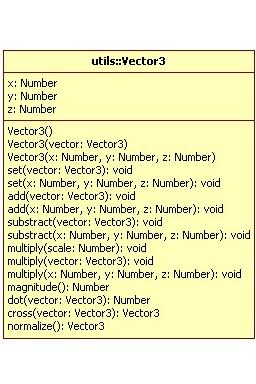 utils::Vector3
x: Number
y: Number
z: Number
Vector3()
Vector3(vector: Vector3)
Vector3(x: Number, y: Number, z: Number)
set(vector: Vector3): void
set(x: Number, y: Number, z: Number): void
add(vector: Vector3): void
add(x: Number, y: Number, z: Number): void
substract(vector: Vector3): void
substract(x: Number, y: Number, z: Number): void
multiply(scale: Number): void
multiply(vector: Vector3): void
multiply(x: Number, y: Number, z: Number): void
magnitude(): Number
dot(vector: Vector3): Number
cross(vector: Vector3): Vector3
normalize(): Vector3